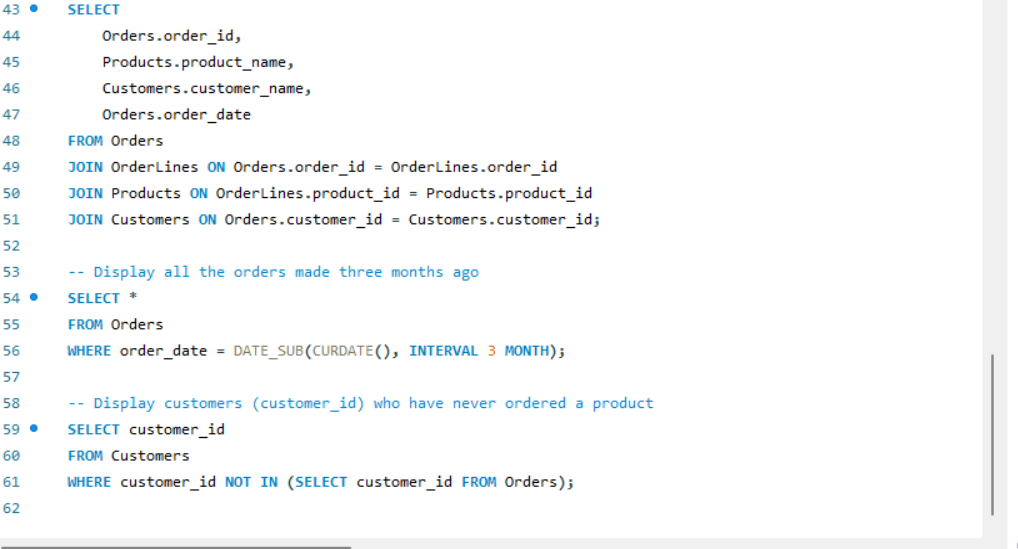 43 SELECT
44 Orders.order_id,
45 Products.product_name,
46 Customers.customer_name,
47 Orders.order_date
48 FROM Orders
49 JOIN OrderLines ON Orders.order_id = OrderLines.order_id
50 JOIN Products ON OrderLines.product_id = Products.product_id
51 JOIN Customers ON Orders.customer_id = Customers.customer_id;
52
53 -- Display all the orders made three months ago
54 SELECT *
55 FROM Orders
56 WHERE order_date = DATE_SUB(CURDATE(), INTERVAL 3 MONTH);
57
58 -- Display customers (customer_id) who have never ordered a product
59 SELECT customer_id
60 FROM Customers
61 WHERE customer_id NOT IN (SELECT customer_id FROM Orders);
62